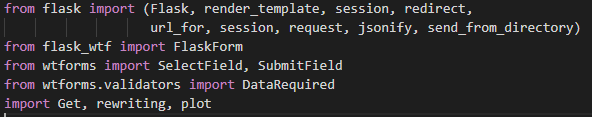 from flask import (Flask, render_template, session, redirect,
url_for, session, request, jsonify, send_from_directory)
from flask_wtf import FlaskForm
from wtforms import SelectField, SubmitField
from wtforms.validators import DataRequired
import Get, rewriting, plot